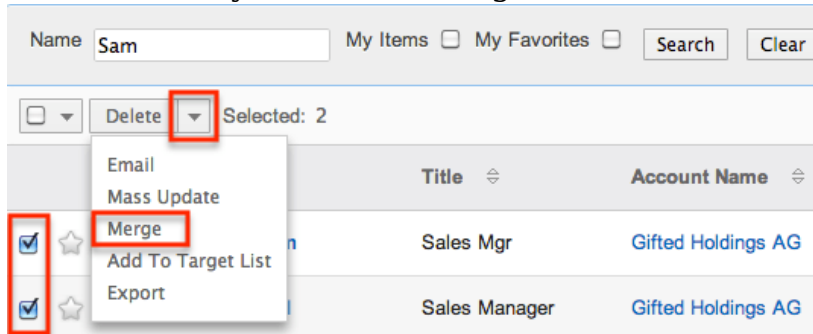 Name Sam My Items My Favorites Search Clear
Delete Selected: 2
Email
Mass Update
Merge
Add To Target List
Export
Title Account Name
Sales Mgr Gifted Holdings AG
Sales Manager Gifted Holdings AG